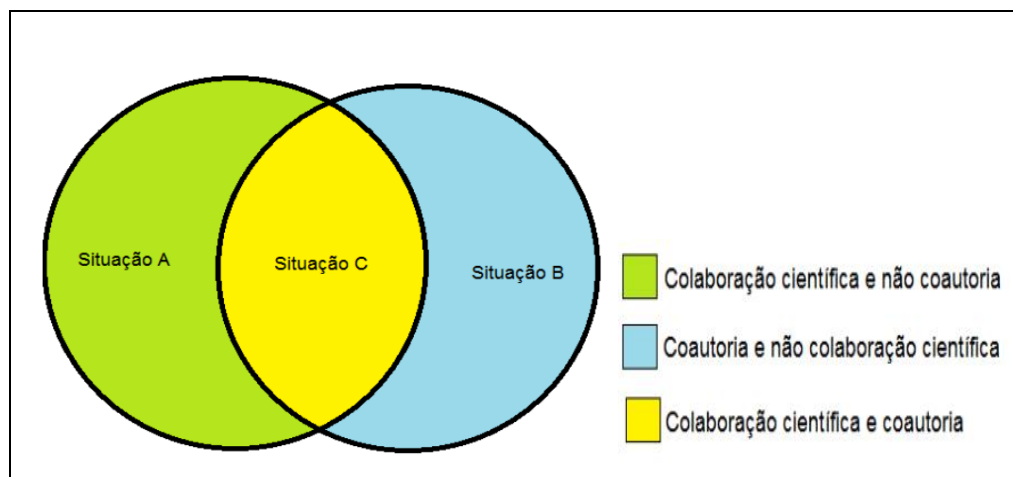 Situação A
Situação C
Situação B
Colaboração científica e não coautoria
Coautoria e não colaboração científica
Colaboração científica e coautoria